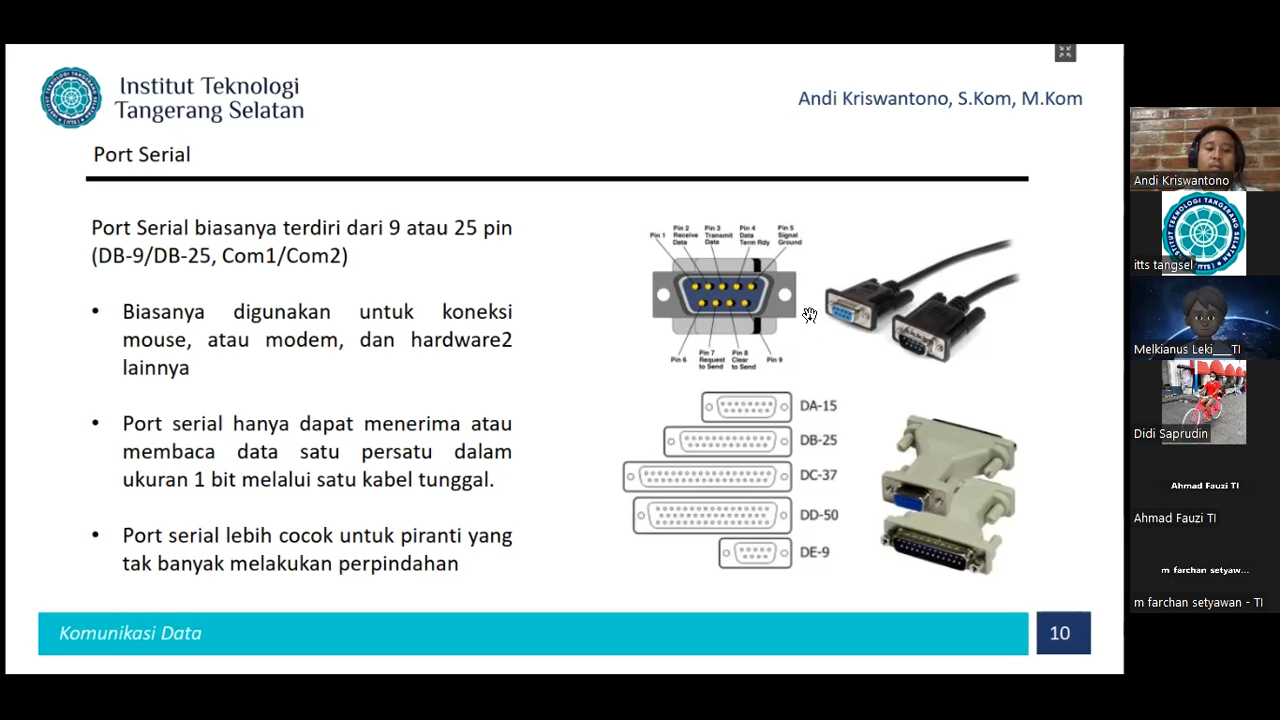 Institut Teknologi
Tangerang Selatan
Andi Kriswantono, S.Kom, M.Kom
Port Serial
Port Serial biasanya terdiri dari 9 atau 25 pin
(DB-9/DB-25, Com1/Com2)
• Biasanya digunakan untuk koneksi
mouse, atau modem, dan hardware2
lainnya
• Port serial hanya dapat menerima atau
membaca data satu persatu dalam
ukuran 1 bit melalui satu kabel tunggal.
• Port serial lebih cocok untuk piranti yang
tak banyak melakukan perpindahan
Pin 1
Pin 2
Receive
Data
Pin 3
Transmit
Data
Pin 4
Data
Term Rdy
Pin 5
Signal
Ground
Pin 6
Pin 7
Request
to Send
Pin 8
Clear
to Send
Pin 9
DA-15
DB-25
DC-37
DD-50
DE-9
Komunikasi Data
10
Andi Kriswantono
itts tangsel
Melkianus Leki___TI
Didi Saprudin
Ahmad Fauzi TI
Ahmad Fauzi TI
m farchan setyaw...
m farchan setyawan - TI